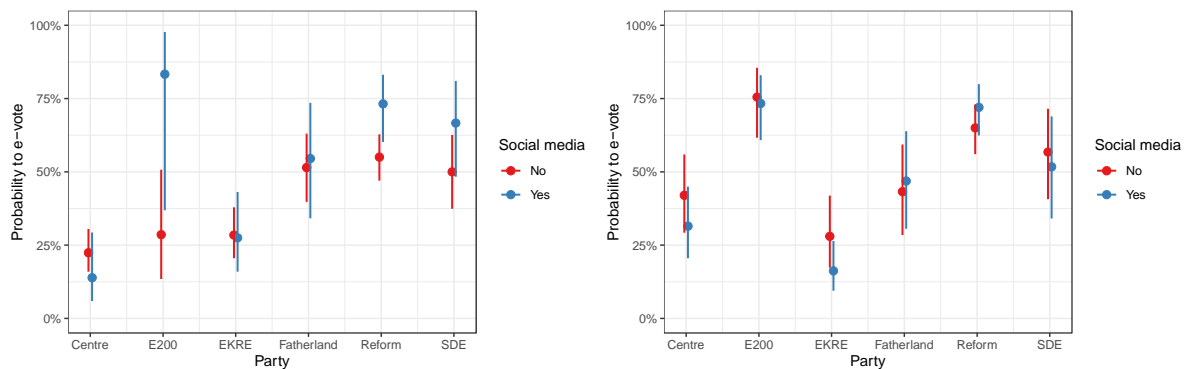 100%
75%
50%
25%
0%
Probability to e−vote
Centre E200 EKRE Fatherland Reform SDE
Party
Social media
No
Yes
100%
75%
50%
25%
0%
Probability to e−vote
Centre E200 EKRE Fatherland Reform SDE
Party
Social media
No
Yes